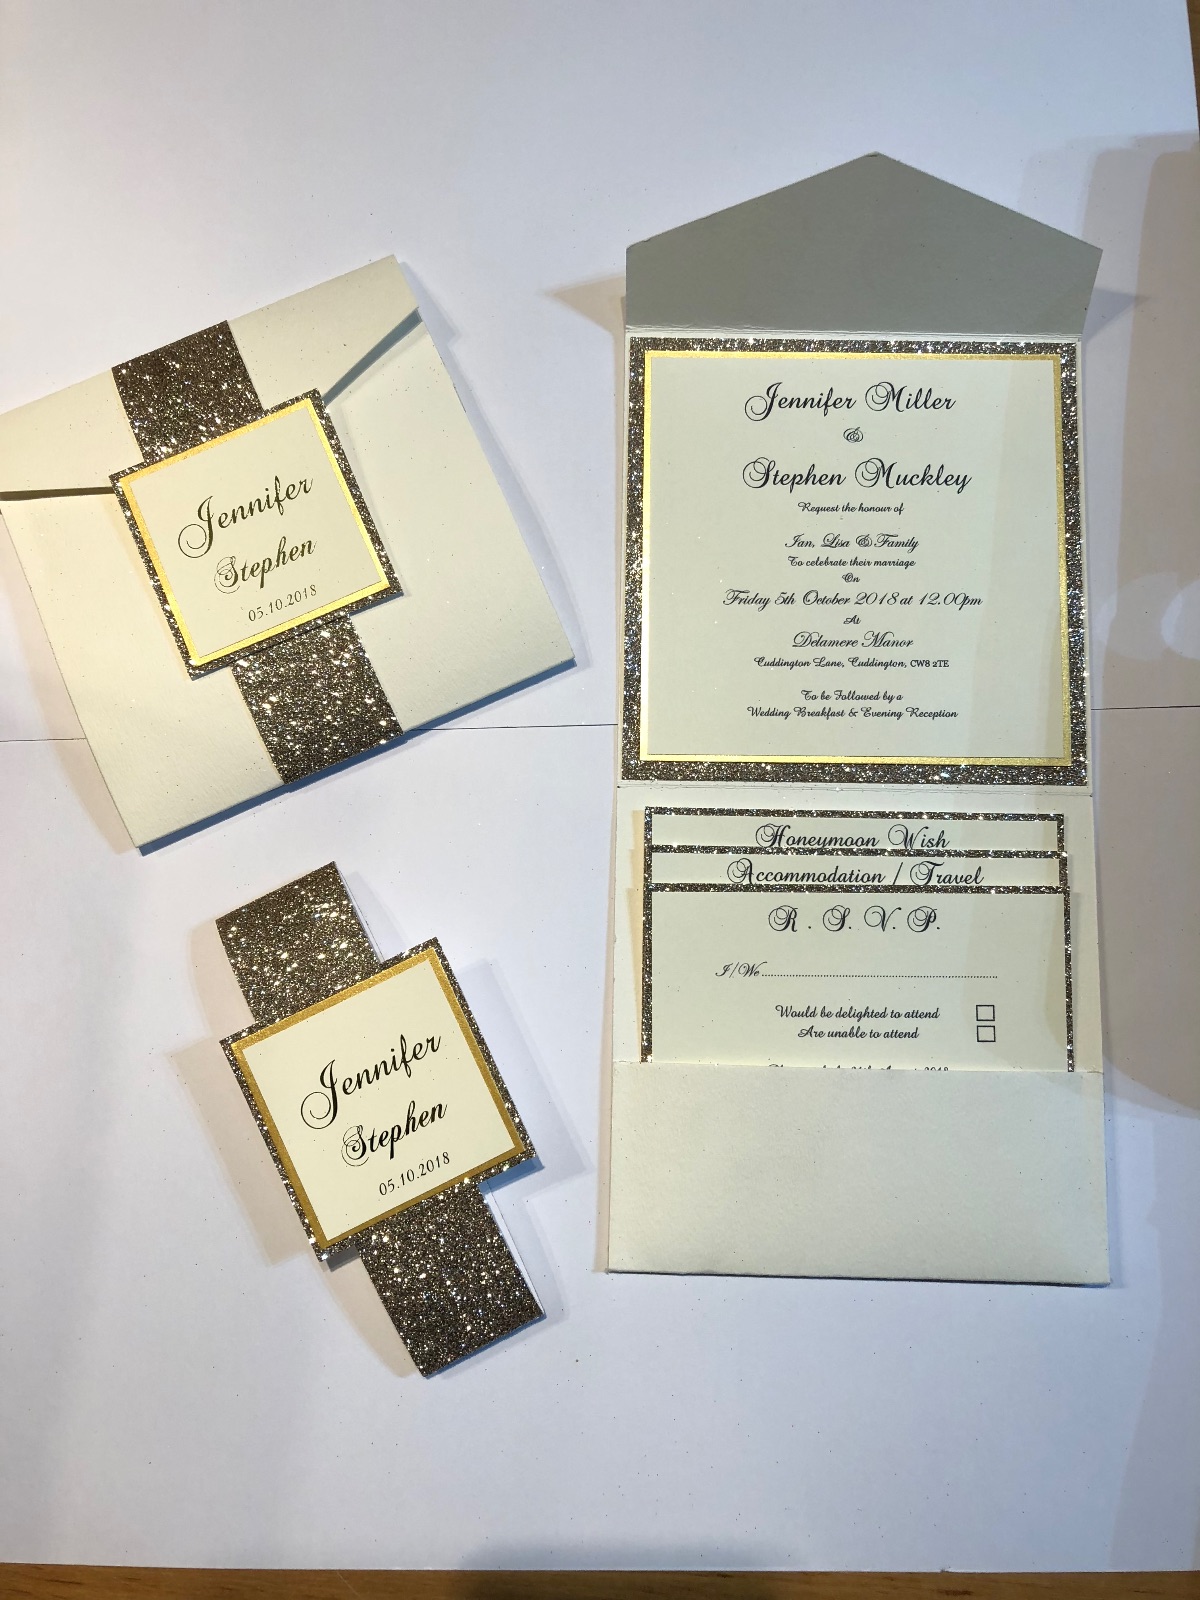 Jennifer
Stephen
05.10.2018
Jennifer
Stephen
05.10.2018
Jennifer Miller
&
Stephen Muckley
Request the honour of
Ian, Lisa & Family
To celebrate their marriage
On
Friday 5th October 2018 at 12.00pm
At
Delamere Manor
Cuddington Lane, Cuddington, CW8 2TE
To be Followed by a
Wedding Breakfast & Evening Reception
Honeymoon Wish
Accommodation / Travel
R. S. V. P.
I/We
Would be delighted to attend
Are unable to attend